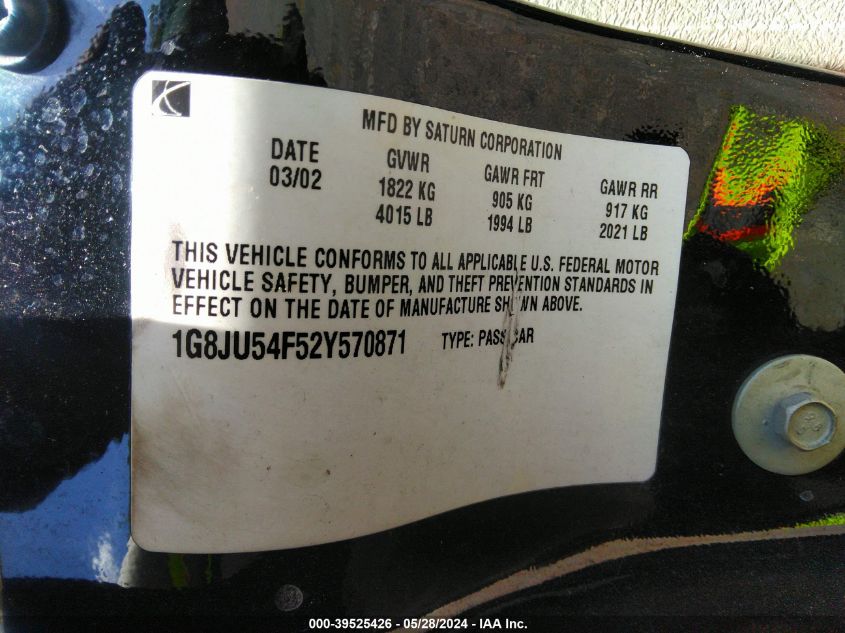 MFD BY SATURN CORPORATION
DATE GVWR GAWR FRT GAWR RR
03/02 1822 KG 905 KG 917 KG
4015 LB 1994 LB 2021 LB
THIS VEHICLE CONFORMS TO ALL APPLICABLE U.S. FEDERAL MOTOR
VEHICLE SAFETY, BUMPER, AND THEFT PREVENTION STANDARDS IN
EFFECT ON THE DATE OF MANUFACTURE SHOWN ABOVE.
1G8JU54F52Y570871 TYPE: PASS CAR
000-39525426 - 05/28/2024 - IAA Inc.